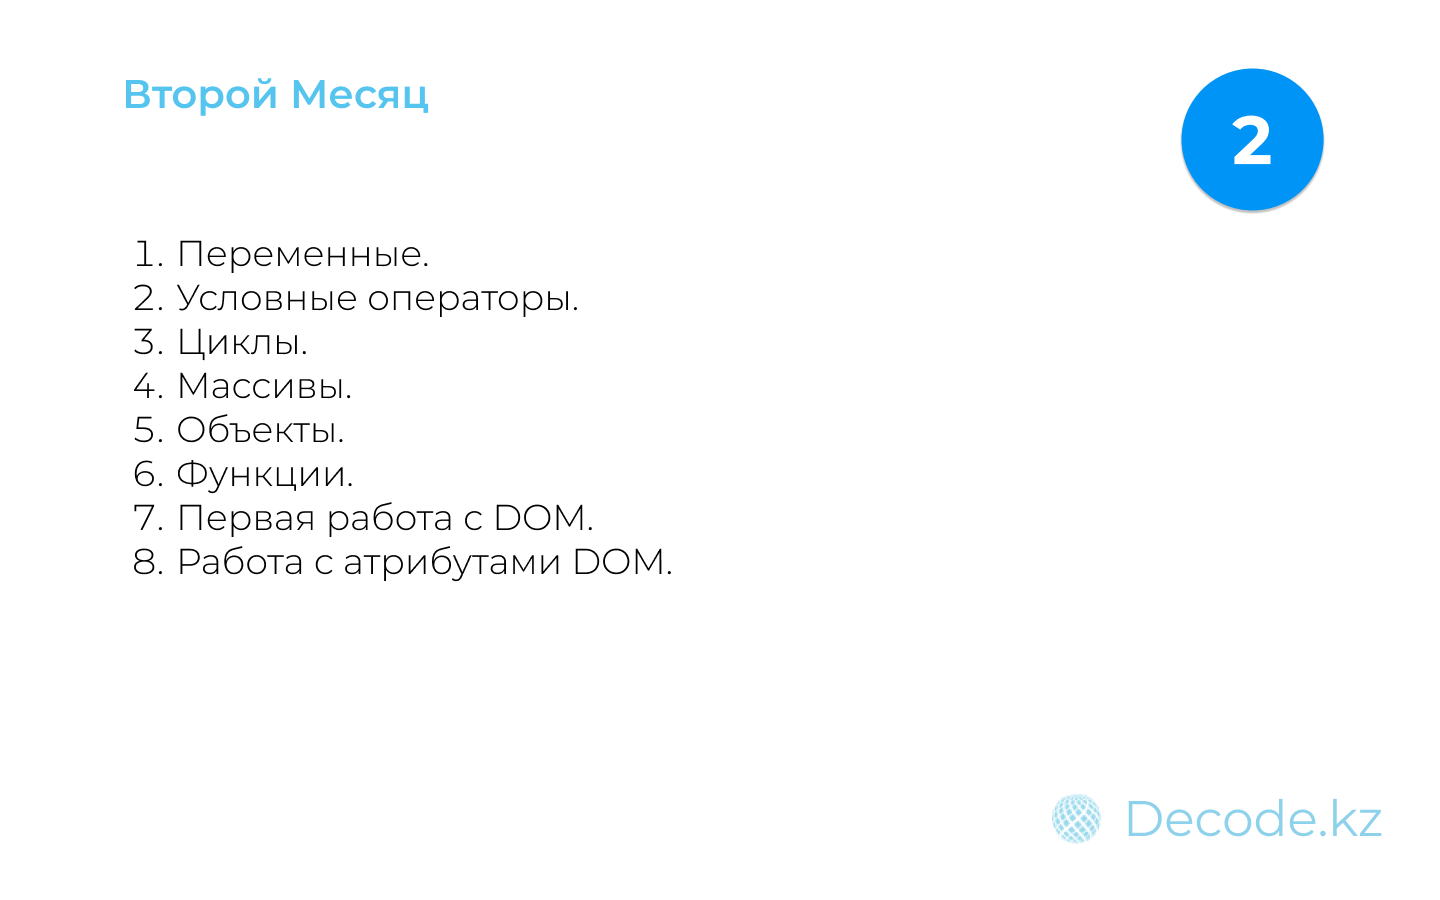 Второй Месяц
2
1. Переменные.
2. Условные операторы.
3. Циклы.
4. Массивы.
5. Объекты.
6. Функции.
7. Первая работа с DOM.
8. Работа с атрибутами DOM.
Decode.kz